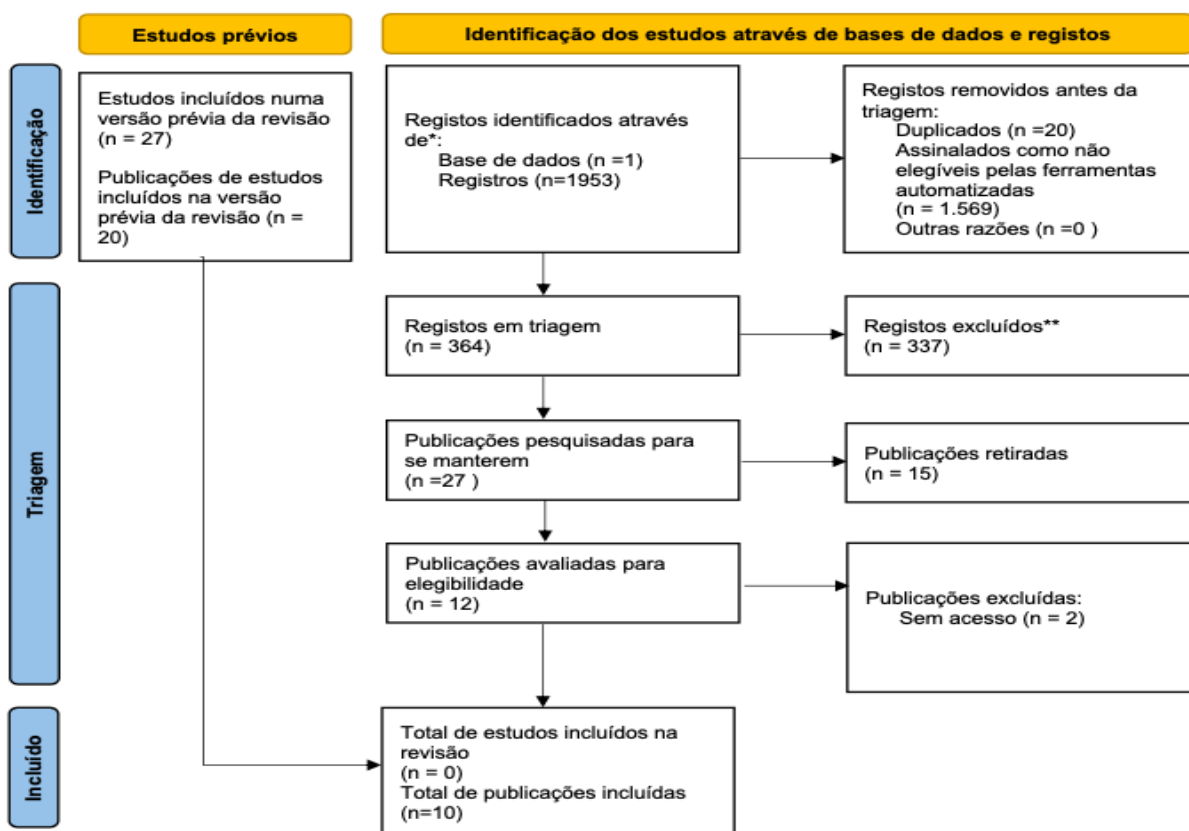 Estudos prévios
Identificação dos estudos através de bases de dados e registos
Identificação
Estudos incluídos numa
versão prévia da revisão
(n = 27)
Publicações de estudos
incluídos na versão
prévia da revisão (n =
20)
Registos identificados através
de*:
Base de dados (n =1)
Registros (n=1953)
Registos removidos antes da
triagem:
Duplicados (n =20)
Assinalados como não
elegíveis pelas ferramentas
automatizadas
(n = 1.569)
Outras razões (n =0 )
Triagem
Registos em triagem
(n = 364)
Registos excluídos**
(n = 337)
Publicações pesquisadas para
se manterem
(n =27 )
Publicações retiradas
(n = 15)
Publicações avaliadas para
elegibilidade
(n = 12)
Publicações excluídas:
Sem acesso (n = 2)
Incluído
Total de estudos incluídos na
revisão
(n = 0)
Total de publicações incluídas
(n=10)